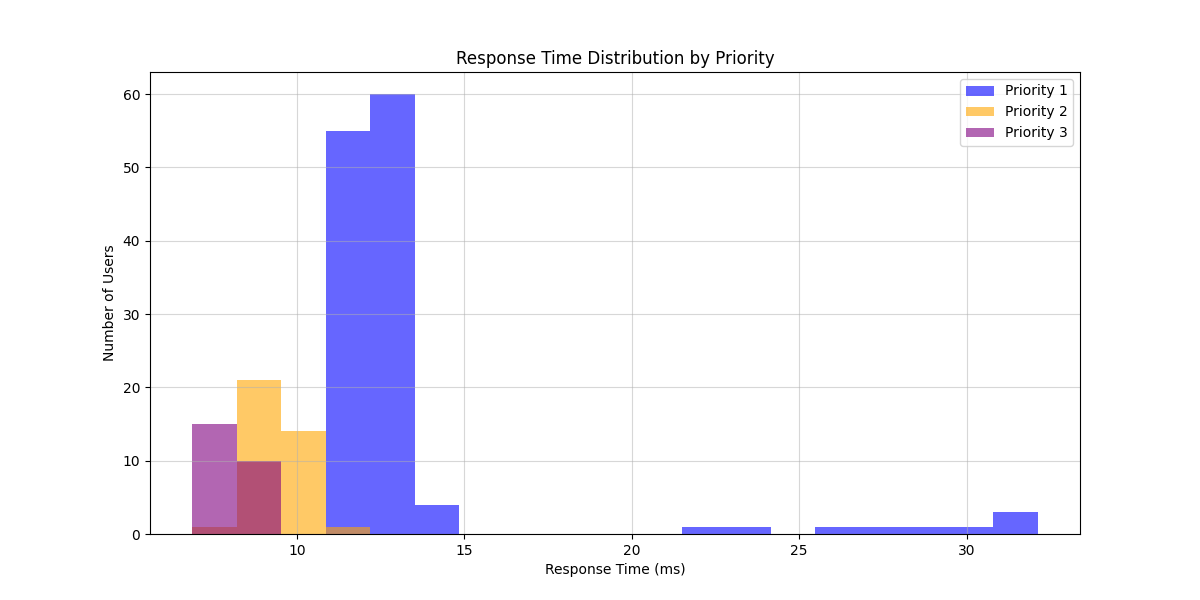 Response Time Distribution by Priority
Priority 1
Priority 2
Priority 3
Number of Users
60
50
40
30
20
10
0
10 15 20 25 30
Response Time (ms)